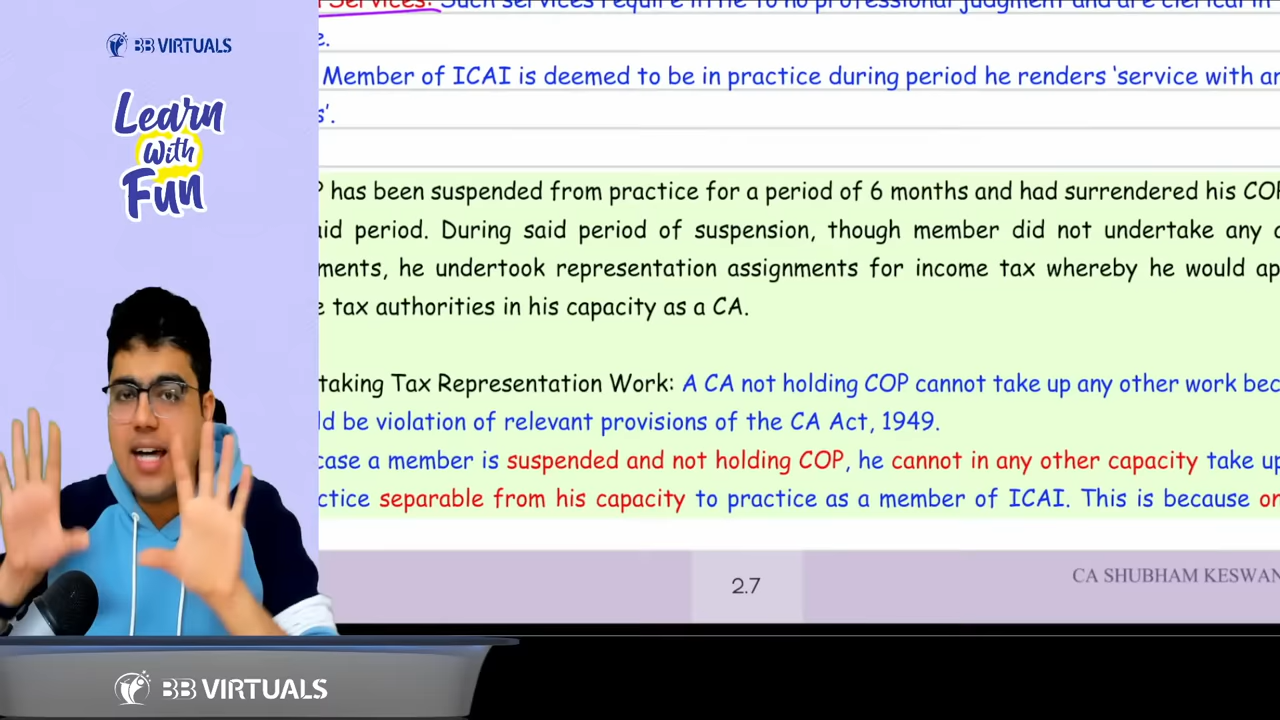 BB VIRTUALS
Learn
With
Fun
Services: Such services require little to no professional judgment and are clerical in
e.
Member of ICAI is deemed to be in practice during period he renders ‘service with
s’.
has been suspended from practice for a period of 6 months and had surrendered his COP
aid period. During said period of suspension, though member did not undertake any
ments, he undertook representation assignments for income tax whereby he would
tax authorities in his capacity as a CA.
taking Tax Representation Work: A CA not holding COP cannot take up any other work
ld be violation of relevant provisions of the CA Act, 1949.
case a member is suspended and not holding COP, he cannot in any other capacity take up
ctice separable from his capacity to practice as a member of ICAI. This is because
2.7
CA SHUBHAM KESWAN
BB VIRTUALS